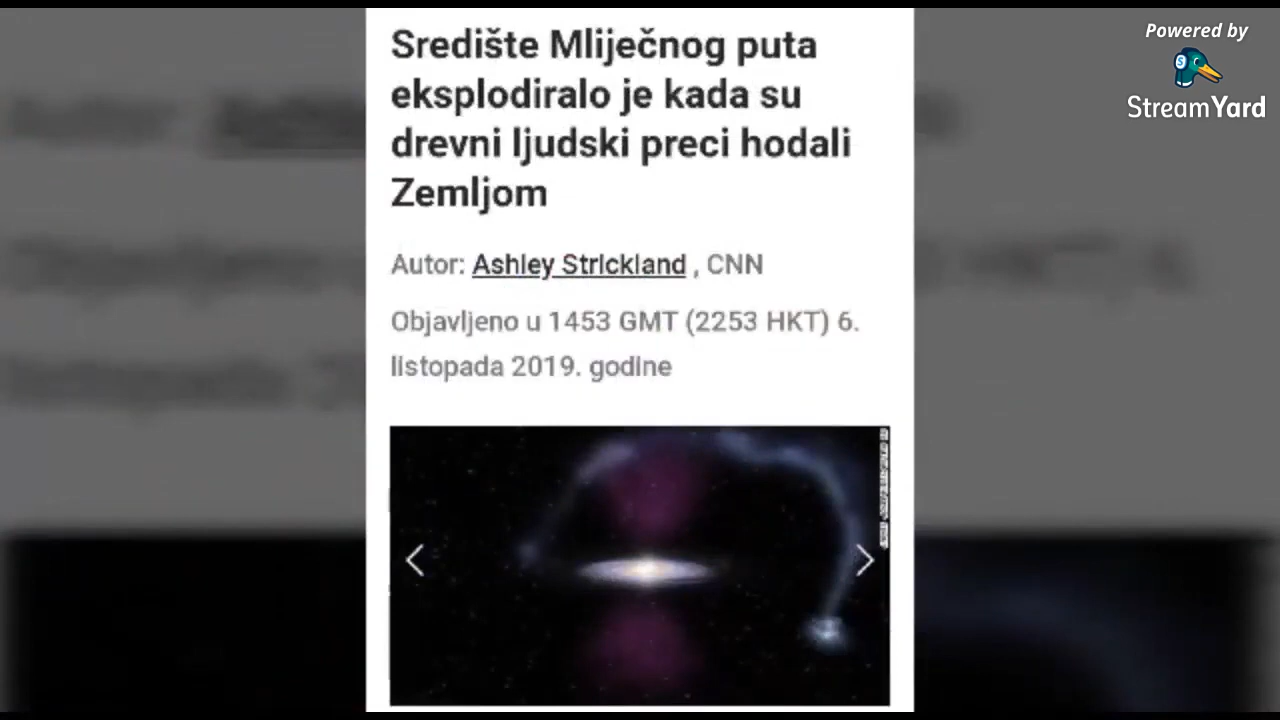 Središte Mliječnog puta
eksplodiralo je kada su
drevni ljudski preci hodali
Zemljom
Autor: Ashley Strickland , CNN
Objavljeno u 1453 GMT (2253 HKT) 6.
listopada 2019. godine
Powered by
StreamYard